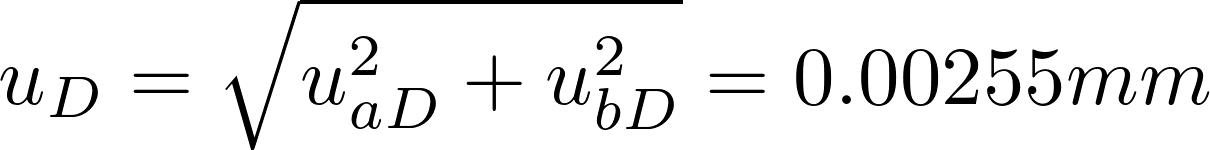 $u_D = \sqrt{u_{aD}^2 + u_{bD}^2} = 0.00255mm$